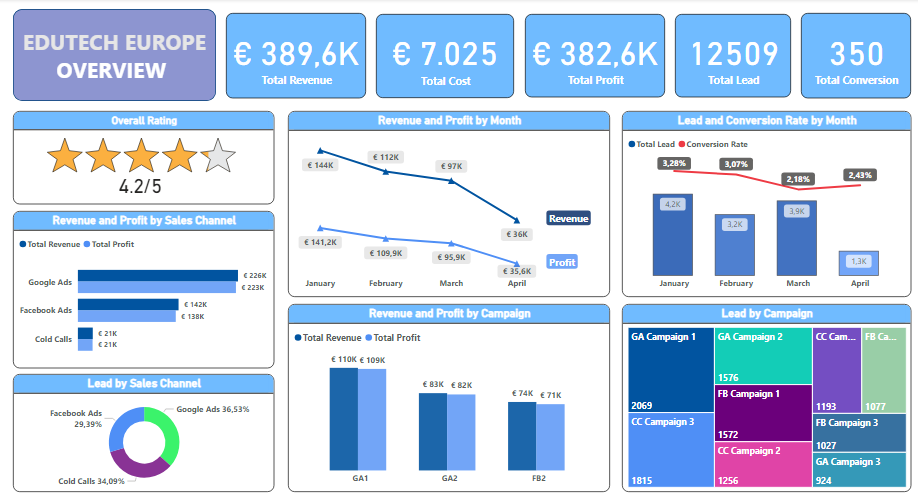 EDUTECH EUROPE
OVERVIEW
€ 389,6K
Total Revenue
€ 7.025
Total Cost
€ 382,6K
Total Profit
12509
Total Lead
350
Total Conversion
Overall Rating
4.2/5
Revenue and Profit by Sales Channel
Total Revenue Total Profit
Google Ads
€ 226K
€ 223K
Facebook Ads
€ 142K
€ 138K
Cold Calls
€ 21K
€ 21K
Lead by Sales Channel
Facebook Ads
29,39%
Google Ads 36,53%
Cold Calls 34,09%
Revenue and Profit by Month
€ 144K
€ 112K
€ 97K
€ 36K
Revenue
€ 141,2K
€ 109,9K
€ 95,9K
€ 35,6K
Profit
January February March April
Revenue and Profit by Campaign
Total Revenue Total Profit
€ 110K € 109K
€ 83K € 82K
€ 74K € 71K
GA1 GA2 FB2
Lead and Conversion Rate by Month
Total Lead Conversion Rate
3,28% 3,07% 2,18% 2,43%
4,2K 3,2K 3,9K 1,3K
January February March April
Lead by Campaign
GA Campaign 1
2069
CC Campaign 3
1815
GA Campaign 2
1576
FB Campaign 1
1572
CC Campaign 2
1256
CC Cam...
1193
FB Ca...
1077
FB Campaign 3
1027
GA Campaign 3
924